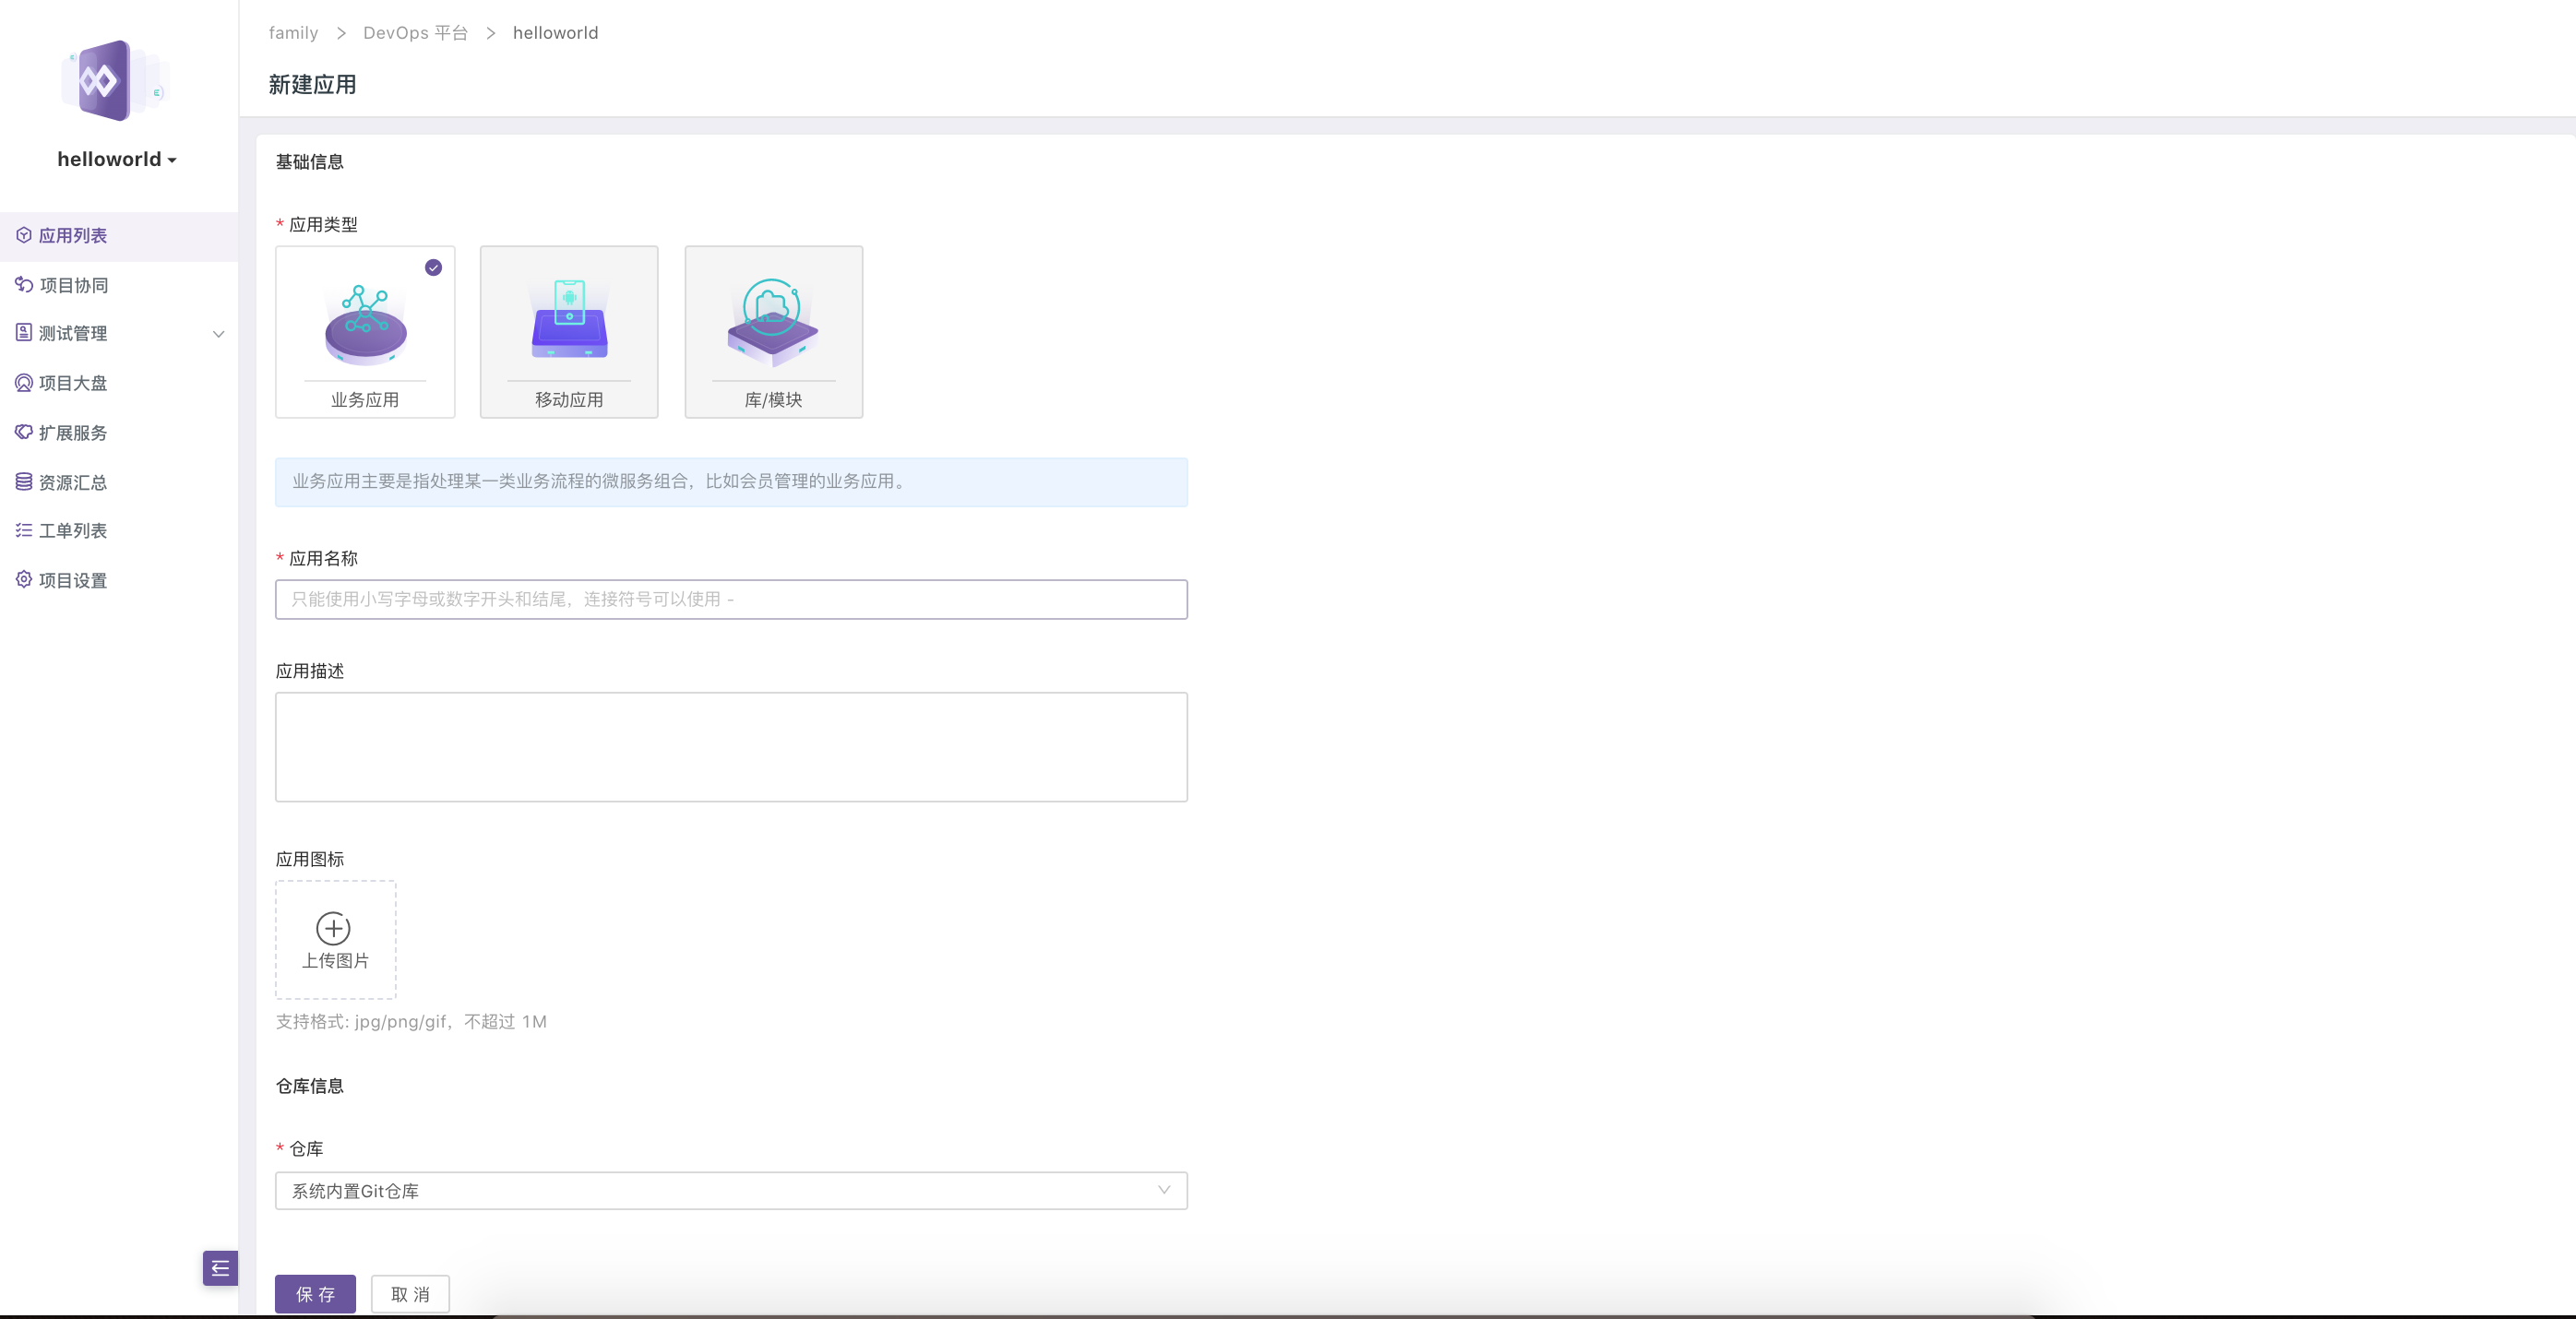 family > DevOps 平台 > helloworld
新建应用
helloworld
应用列表
项目协同
测试管理
项目大盘
扩展服务
资源汇总
工单列表
项目设置
基础信息
* 应用类型
业务应用
移动应用
库/模块
业务应用主要是指处理某一类业务流程的微服务组合，比如会员管理的业务应用。
* 应用名称
只能使用小写字母或数字开头和结尾，连接符号可以使用 -
应用描述
应用图标
上传图片
支持格式: jpg/png/gif，不超过 1M
仓库信息
* 仓库
系统内置Git仓库
保 存
取 消